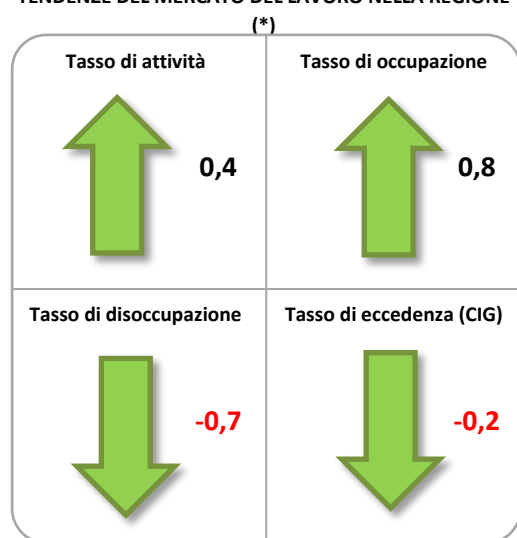 TENDENZE DEL MERCATO DEL LAVORO NELLA REGIONE
(*)
Tasso di attività
Tasso di occupazione
0,4
0,8
Tasso di disoccupazione
Tasso di eccedenza (CIG)
-0,7
-0,2